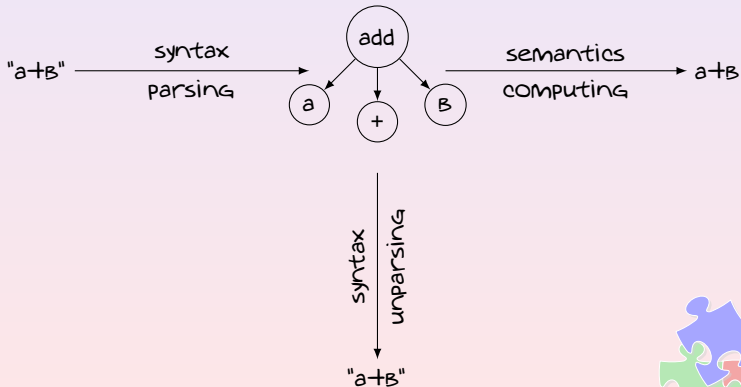 add
"a+B"
syntax
parsing
a
+
B
semantics
computing
a+B
syntax
unparsing
"a+B"